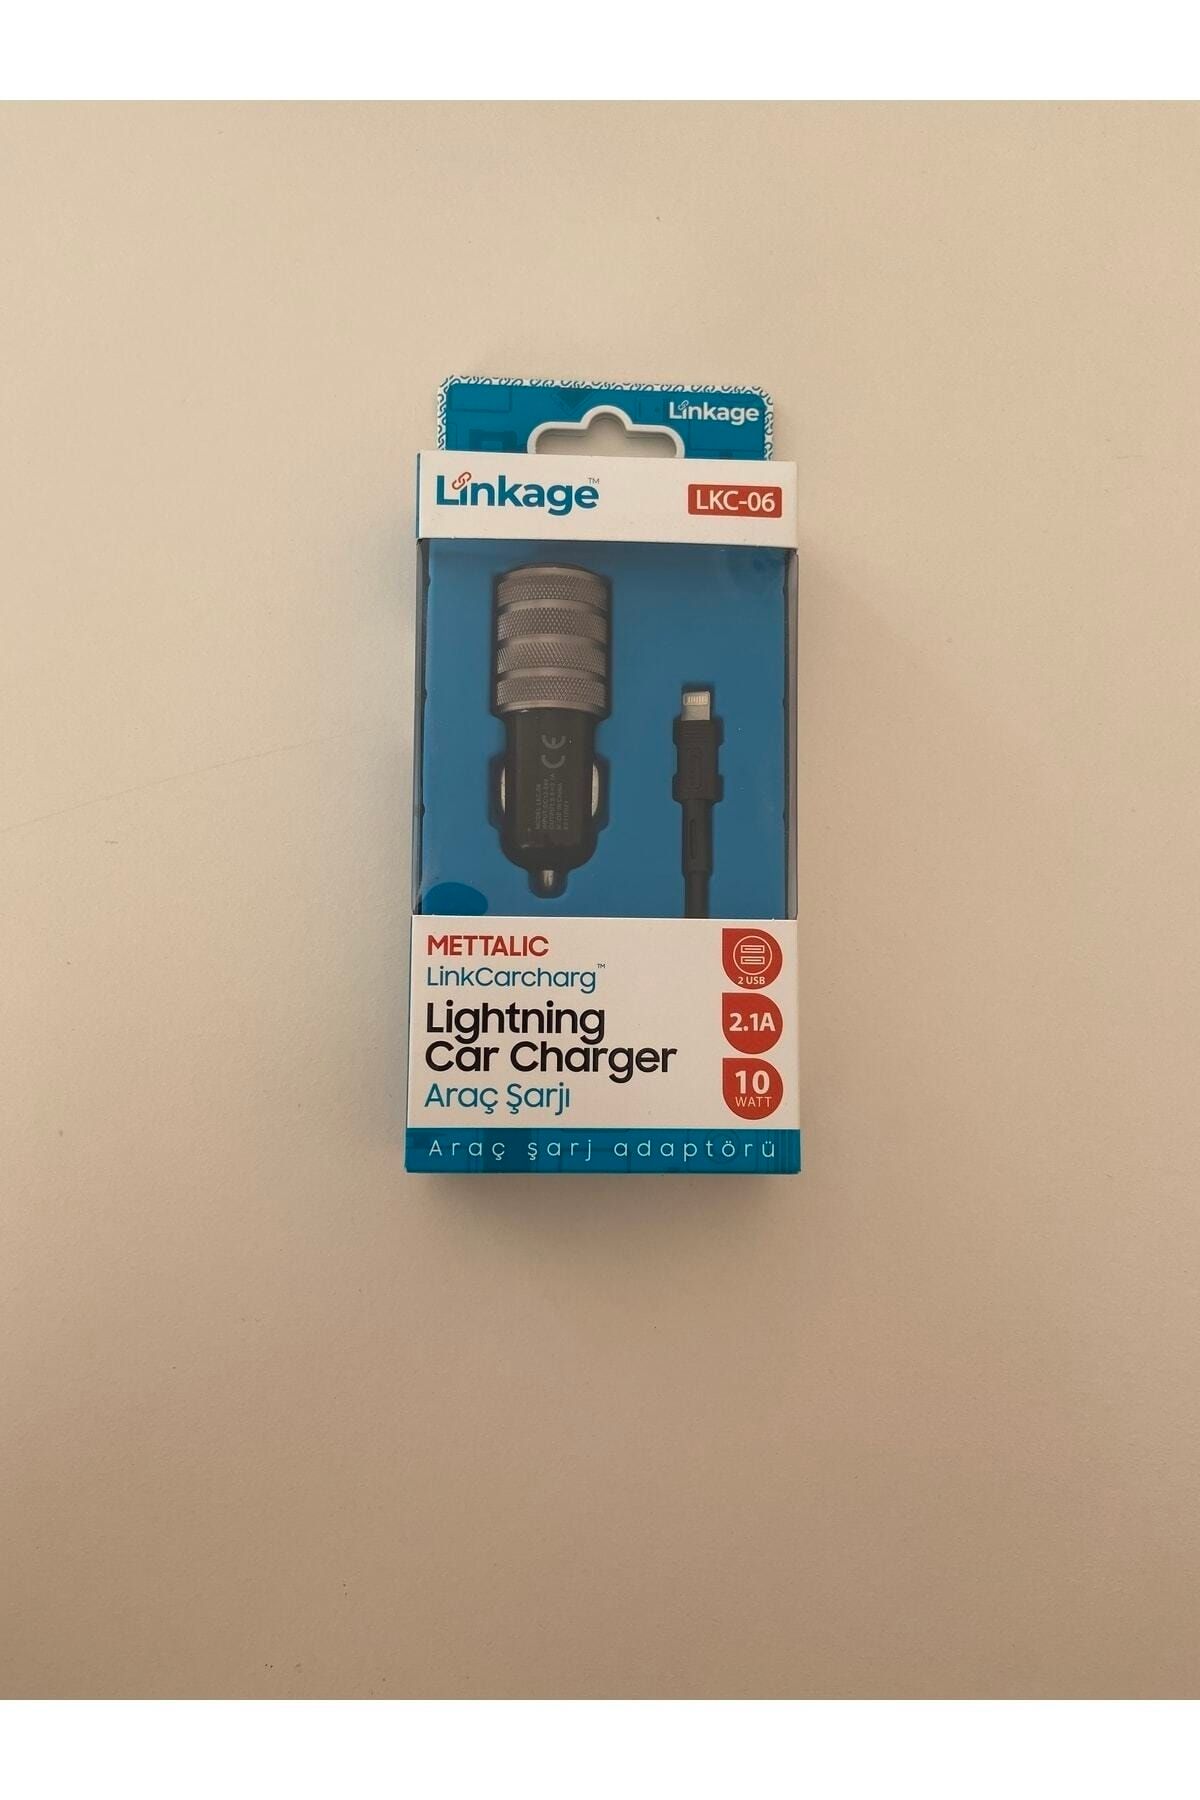 Linkage
Linkage™
LKC-06
CE
METTALIC
LinkCarcharg™
Lightning
Car Charger
Araç Şarjı
2 USB
2.1A
10
WATT
Araç şarj adaptörü